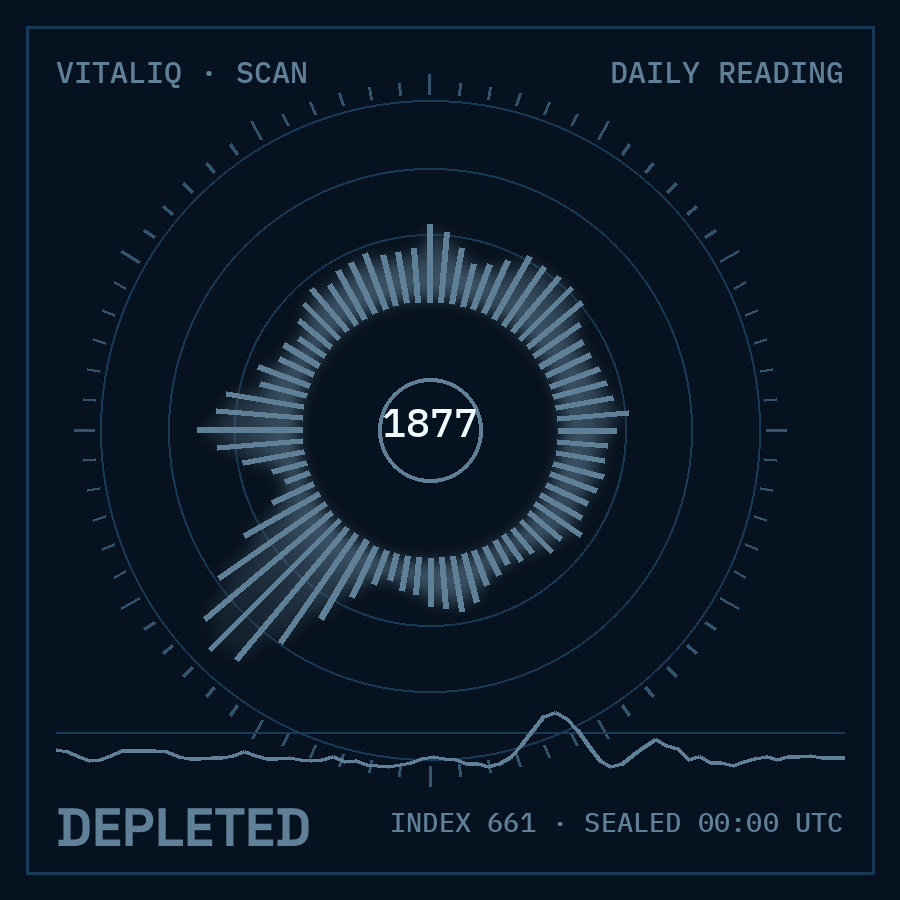 VITALIQ · SCAN
DAILY READING
1877
DEPLETED
INDEX 661 · SEALED 00:00 UTC